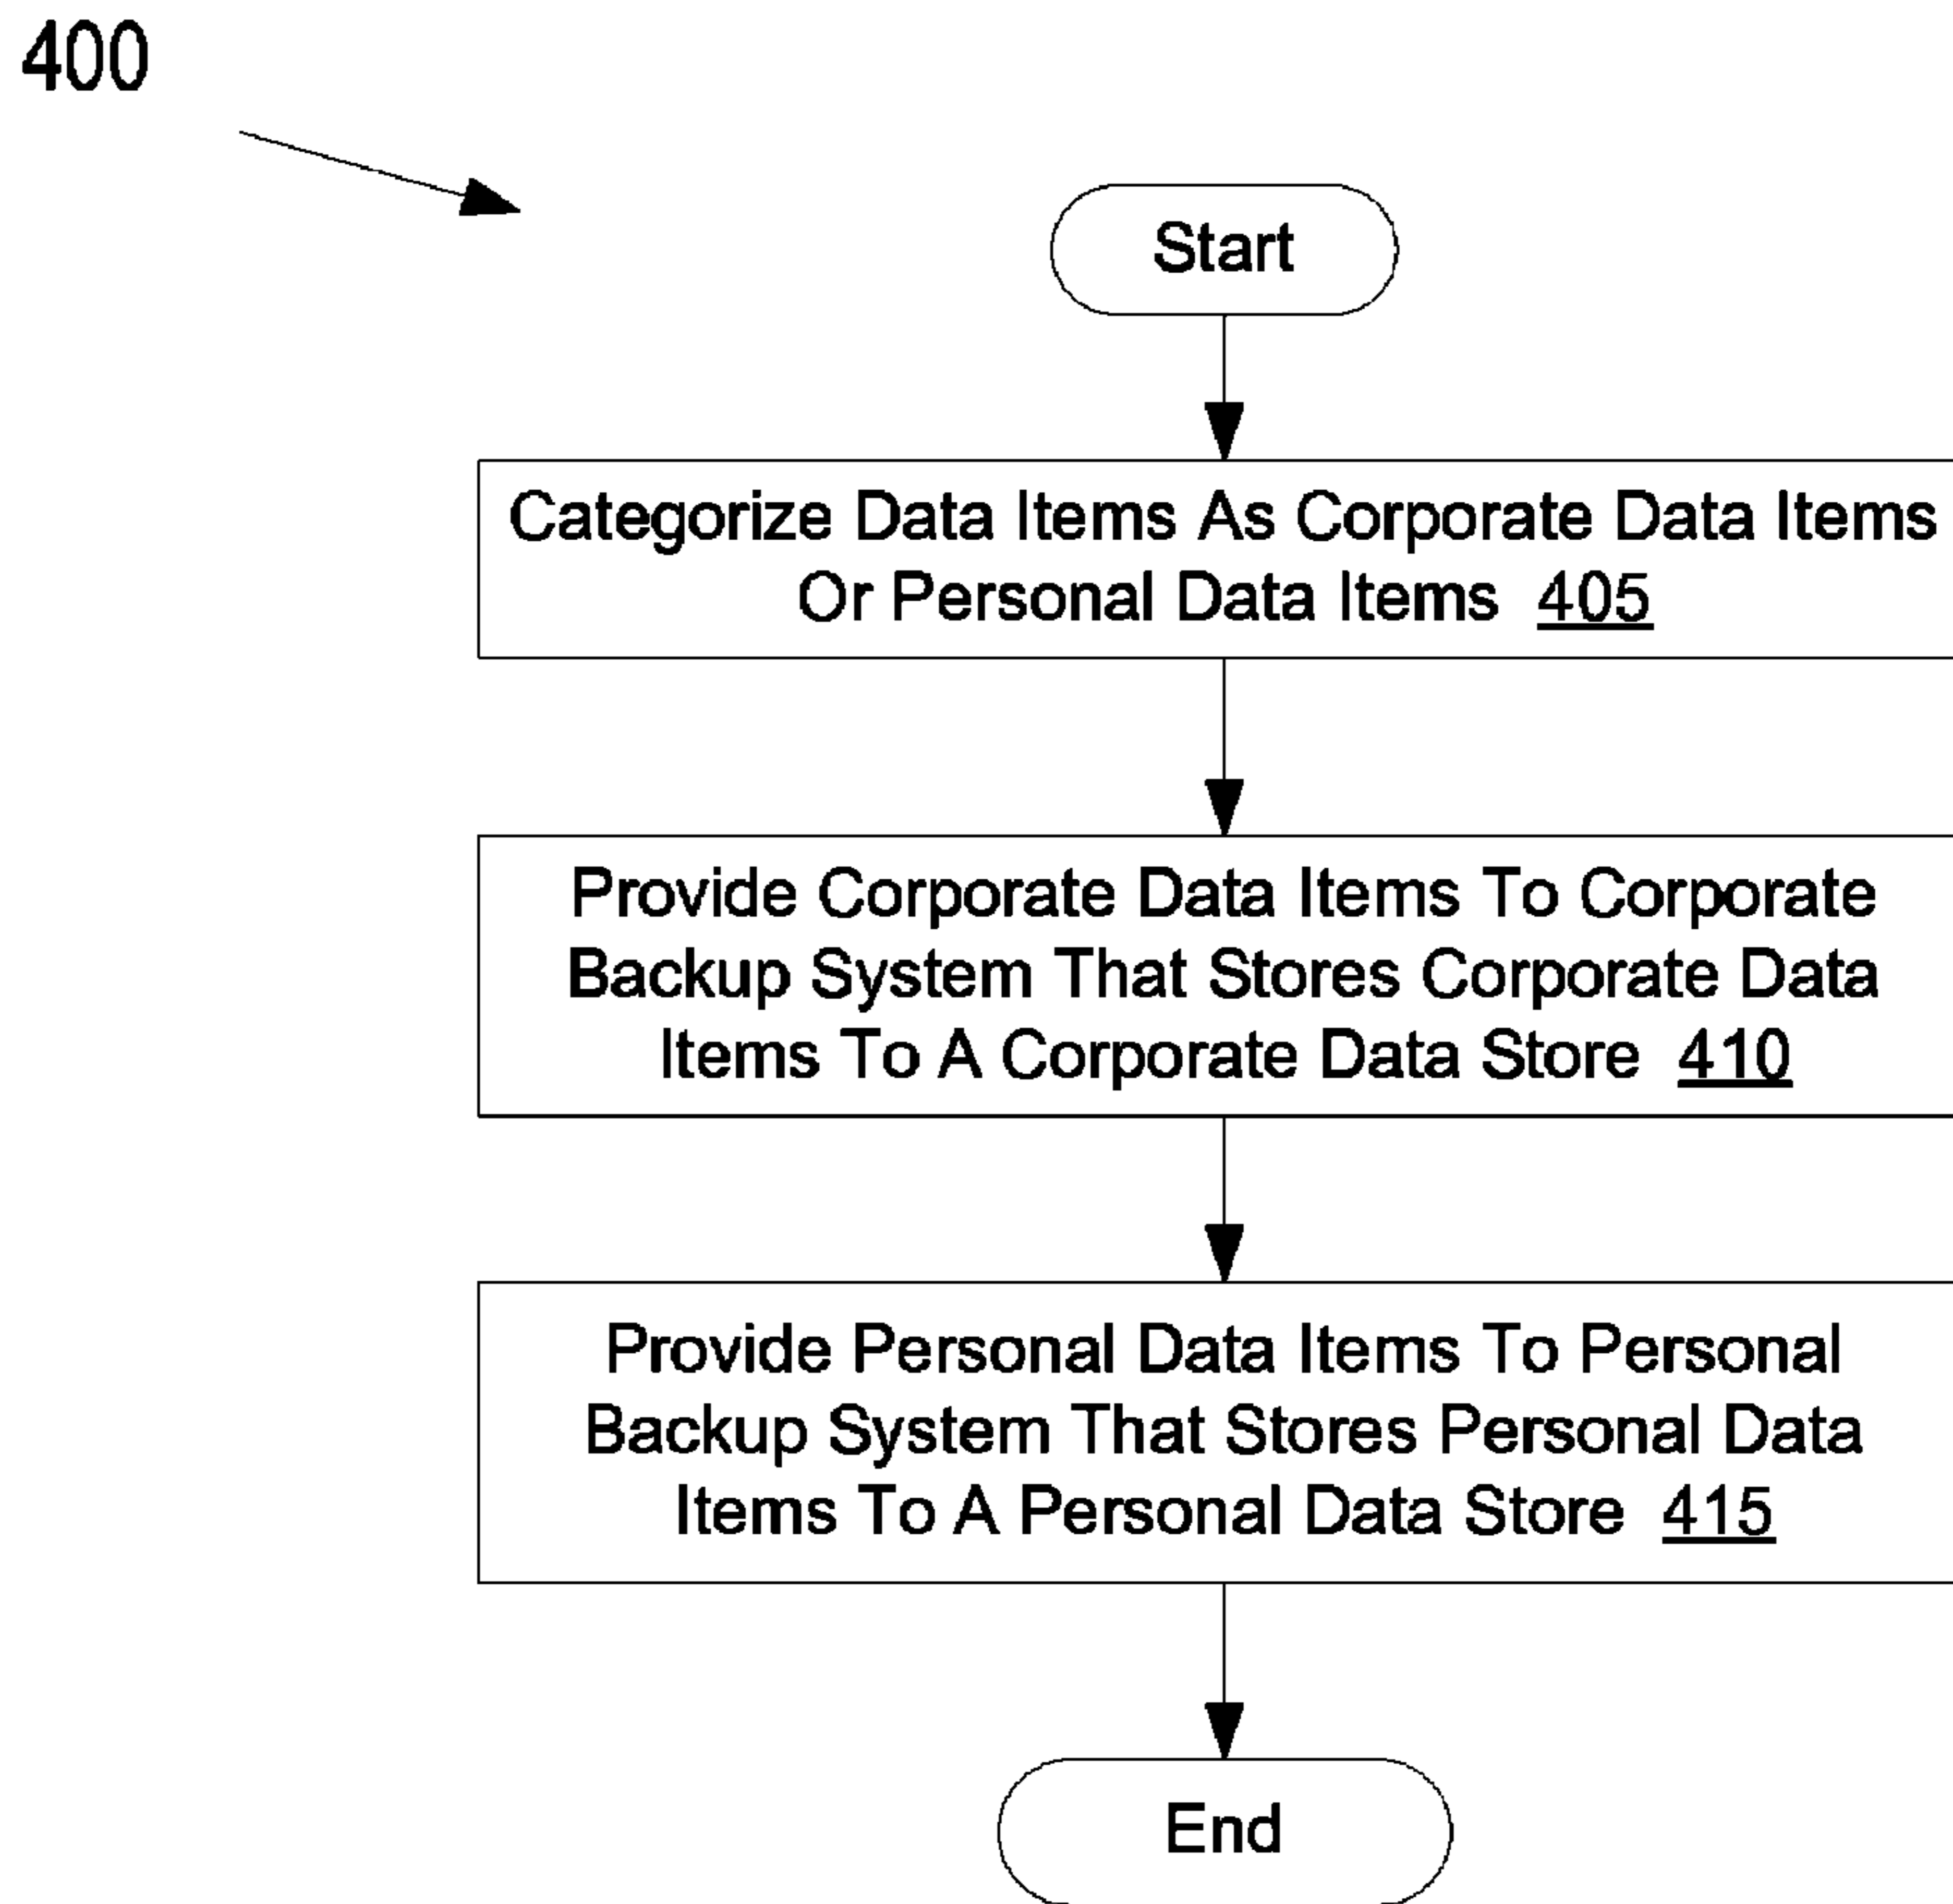 400
Start
Categorize Data Items As Corporate Data Items
Or Personal Data Items 405
Provide Corporate Data Items To Corporate
Backup System That Stores Corporate Data
Items To A Corporate Data Store 410
Provide Personal Data Items To Personal
Backup System That Stores Personal Data
Items To A Personal Data Store 415
End